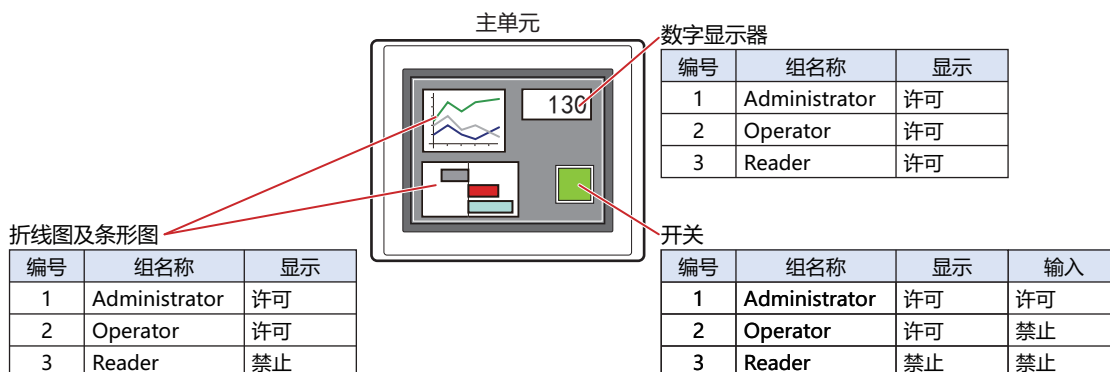 主单元
数字显示器
编号 组名称 显示
1 Administrator 许可
2 Operator 许可
3 Reader 许可
130
折线图及条形图
编号 组名称 显示
1 Administrator 许可
2 Operator 许可
3 Reader 禁止
开关
编号 组名称 显示 输入
1 Administrator 许可 许可
2 Operator 许可 禁止
3 Reader 禁止 禁止